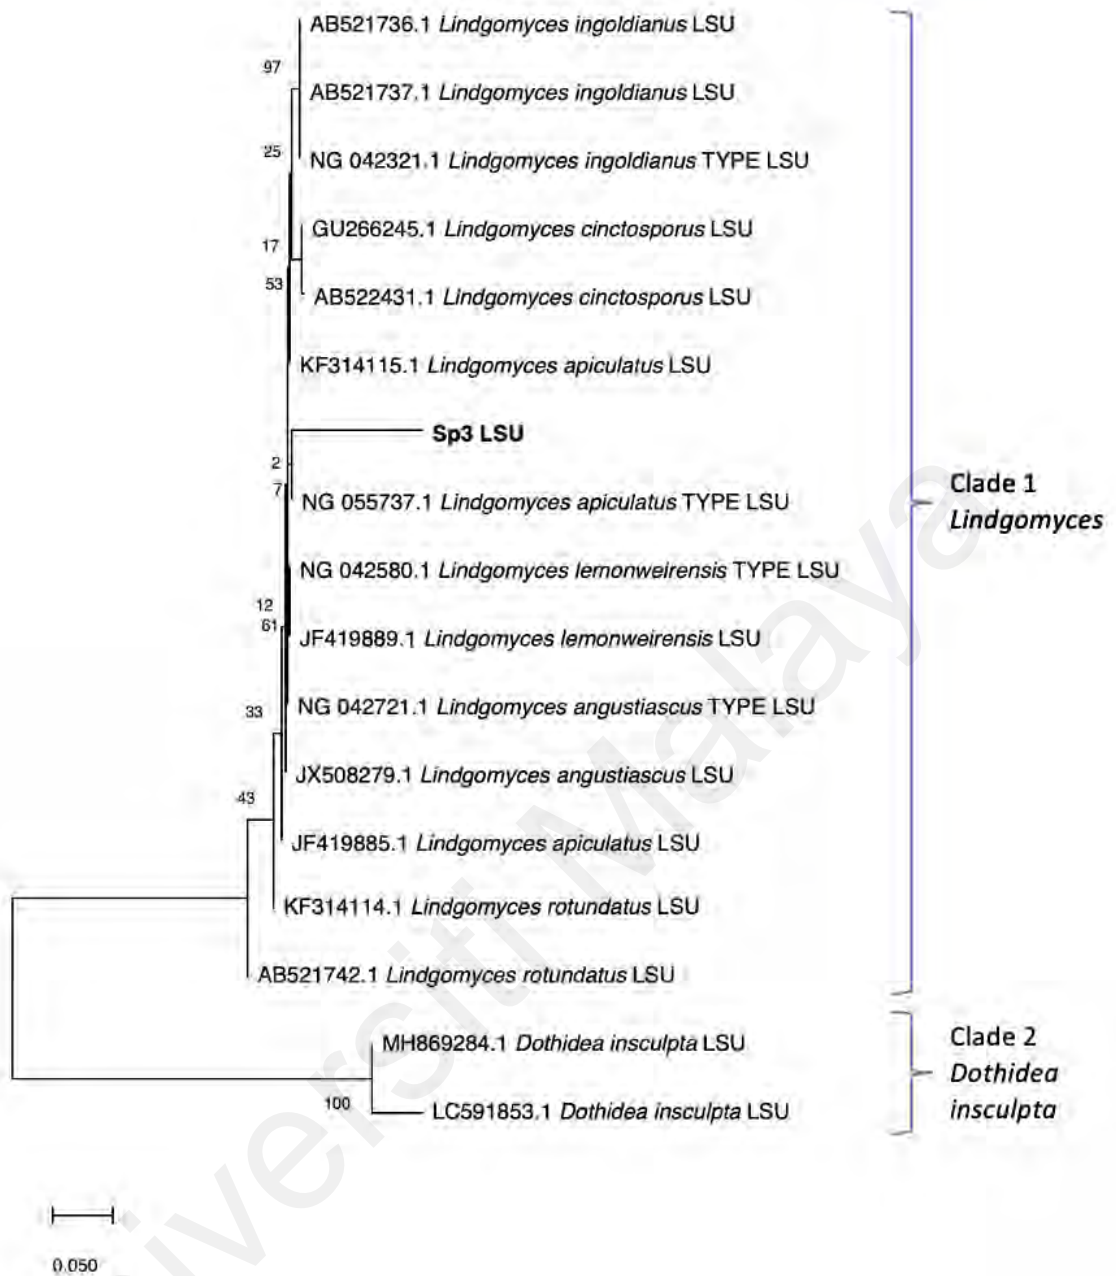 AB521736.1 Lindgomyces ingoldianus LSU
97
AB521737.1 Lindgomyces ingoldianus LSU
25
NG 042321.1 Lindgomyces ingoldianus TYPE LSU
GU266245.1 Lindgomyces cinctosporus LSU
17
53
AB522431.1 Lindgomyces cinctosporus LSU
KF314115.1 Lindgomyces apiculatus LSU
Sp3 LSU
2
7
NG 055737.1 Lindgomyces apiculatus TYPE LSU
Clade 1
Lindgomyces
NG 042580.1 Lindgomyces lemonweirensis TYPE LSU
12
61
JF419889.1 Lindgomyces lemonweirensis LSU
NG 042721.1 Lindgomyces angustiascus TYPE LSU
33
JX508279.1 Lindgomyces angustiascus LSU
43
JF419885.1 Lindgomyces apiculatus LSU
KF314114.1 Lindgomyces rotundatus LSU
AB521742.1 Lindgomyces rotundatus LSU
MH869284.1 Dothidea insculpta LSU
Clade 2
Dothidea
insculpta
100
LC591853.1 Dothidea insculpta LSU
0.050
iversiti Malaya